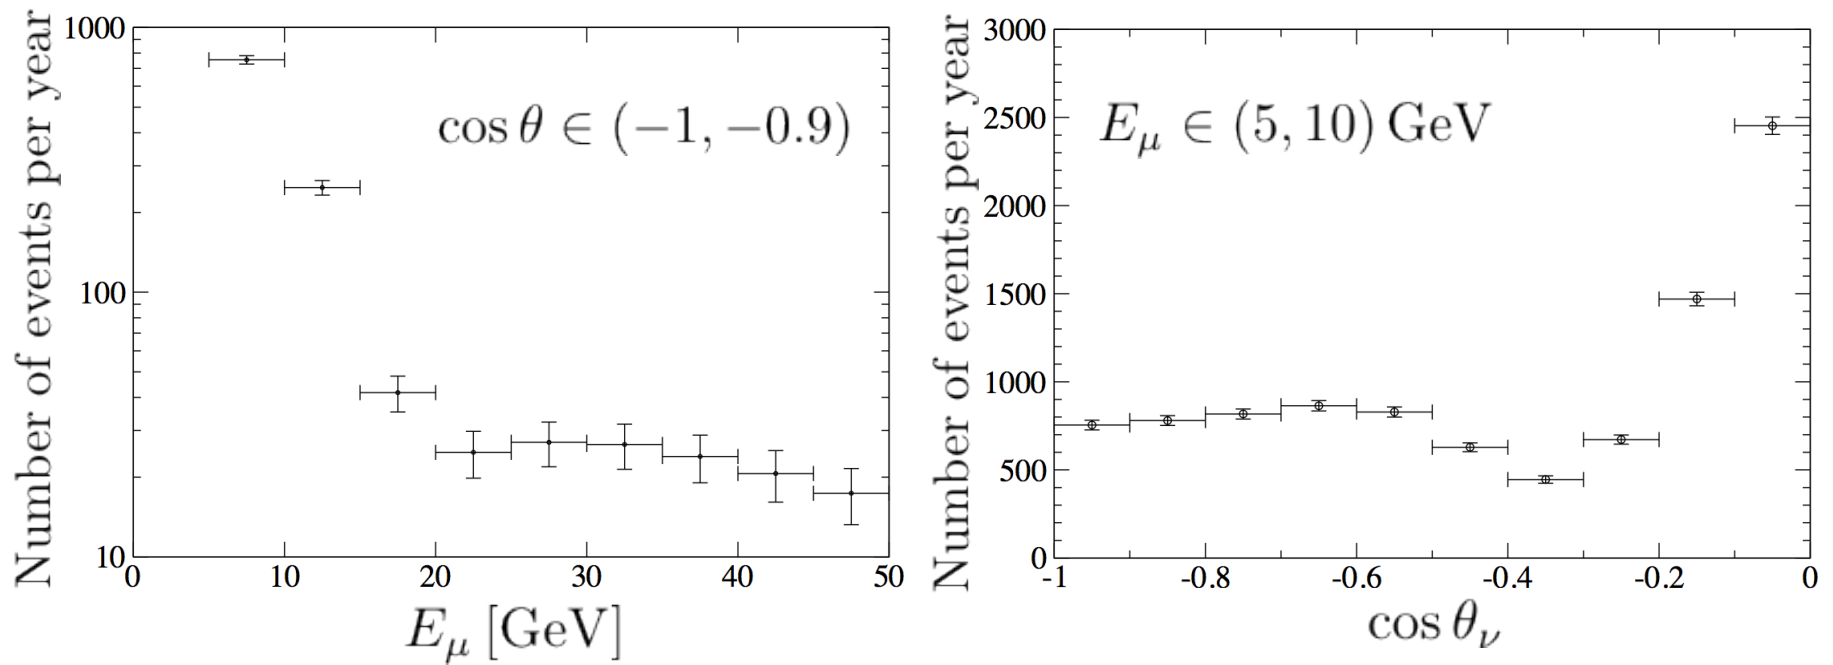 Number of events per year
1000
100
10
cos θ ∈ (−1, −0.9)
0 10 20 30 40 50
E_μ [GeV]
Number of events per year
3000
2500
2000
1500
1000
500
0
E_μ ∈ (5, 10) GeV
-1 -0.8 -0.6 -0.4 -0.2 0
cos θ_ν